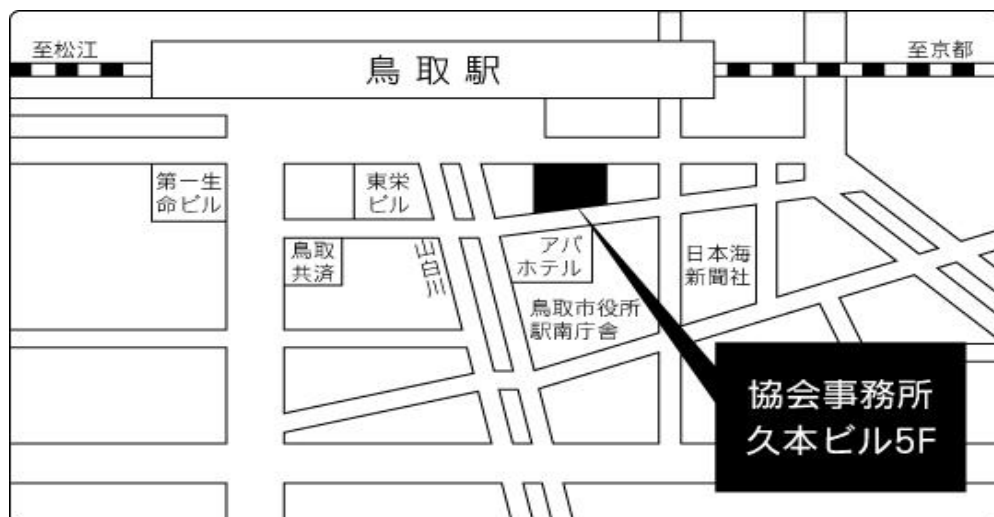 至松江
鳥取駅
至京都
第一生
命ビル
東栄
ビル
鳥取
共済
山白川
アパ
ホテル
日本海
新聞社
鳥取市役所
駅南庁舎
協会事務所
久本ビル5F